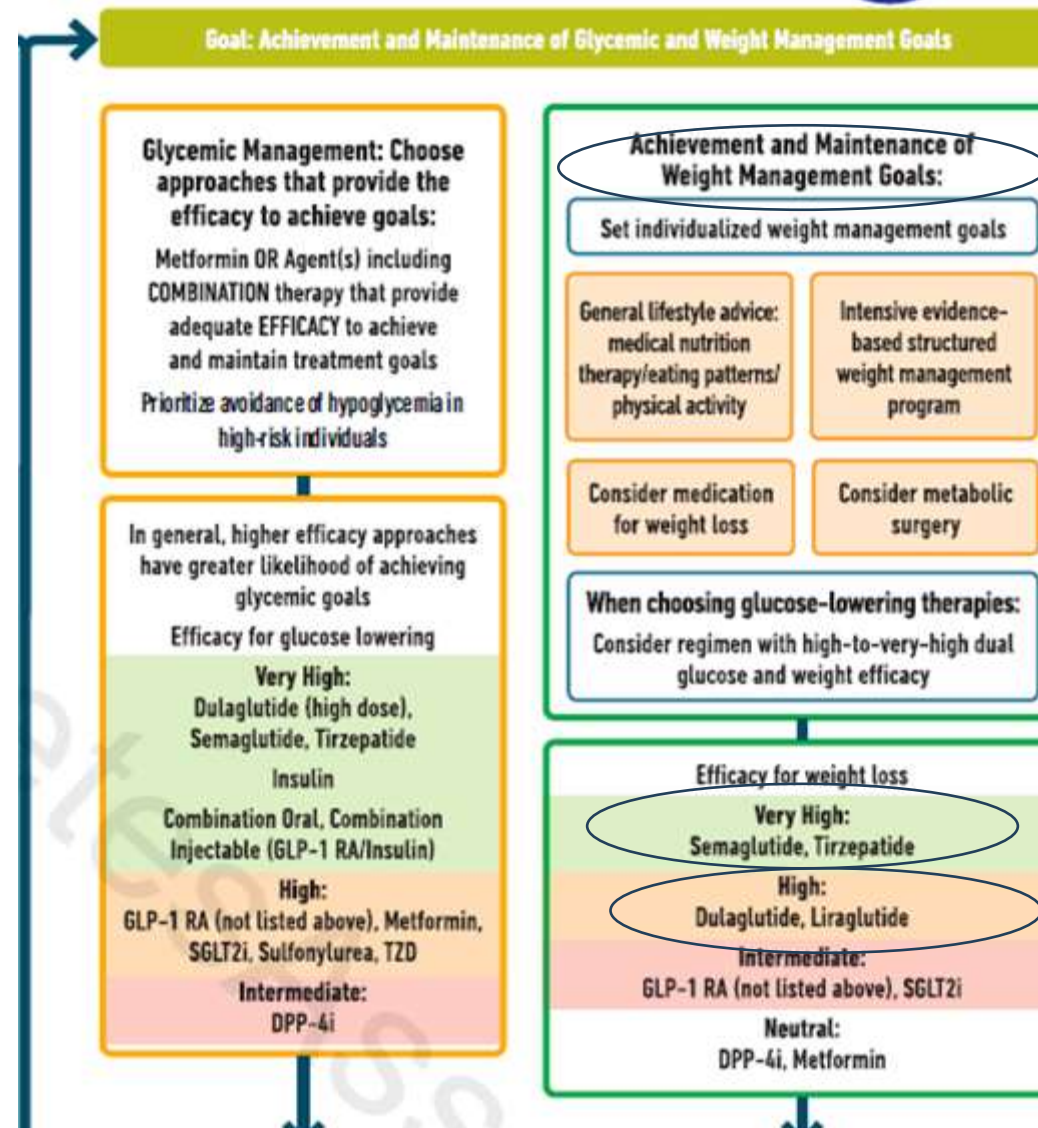 Goal: Achievement and Maintenance of Glycemic and Weight Management Goals
Glycemic Management: Choose
approaches that provide the
efficacy to achieve goals:
Metformin OR Agent(s) including
COMBINATION therapy that provide
adequate EFFICACY to achieve
and maintain treatment goals
Prioritize avoidance of hypoglycemia in
high-risk individuals
In general, higher efficacy approaches
have greater likelihood of achieving
glycemic goals
Efficacy for glucose lowering
Very High:
Dulaglutide (high dose),
Semaglutide, Tirzepatide
Insulin
Combination Oral, Combination
Injectable (GLP-1 RA/Insulin)
High:
GLP-1 RA (not listed above), Metformin,
SGLT2i, Sulfonylurea, TZD
Intermediate:
DPP-4i
Achievement and Maintenance of
Weight Management Goals:
Set individualized weight management goals
General lifestyle advice:
medical nutrition
therapy/eating patterns/
physical activity
Intensive evidence-
based structured
weight management
program
Consider medication
for weight loss
Consider metabolic
surgery
When choosing glucose-lowering therapies:
Consider regimen with high-to-very-high dual
glucose and weight efficacy
Efficacy for weight loss
Very High:
Semaglutide, Tirzepatide
High:
Dulaglutide, Liraglutide
Intermediate:
GLP-1 RA (not listed above), SGLT2i
Neutral:
DPP-4i, Metformin